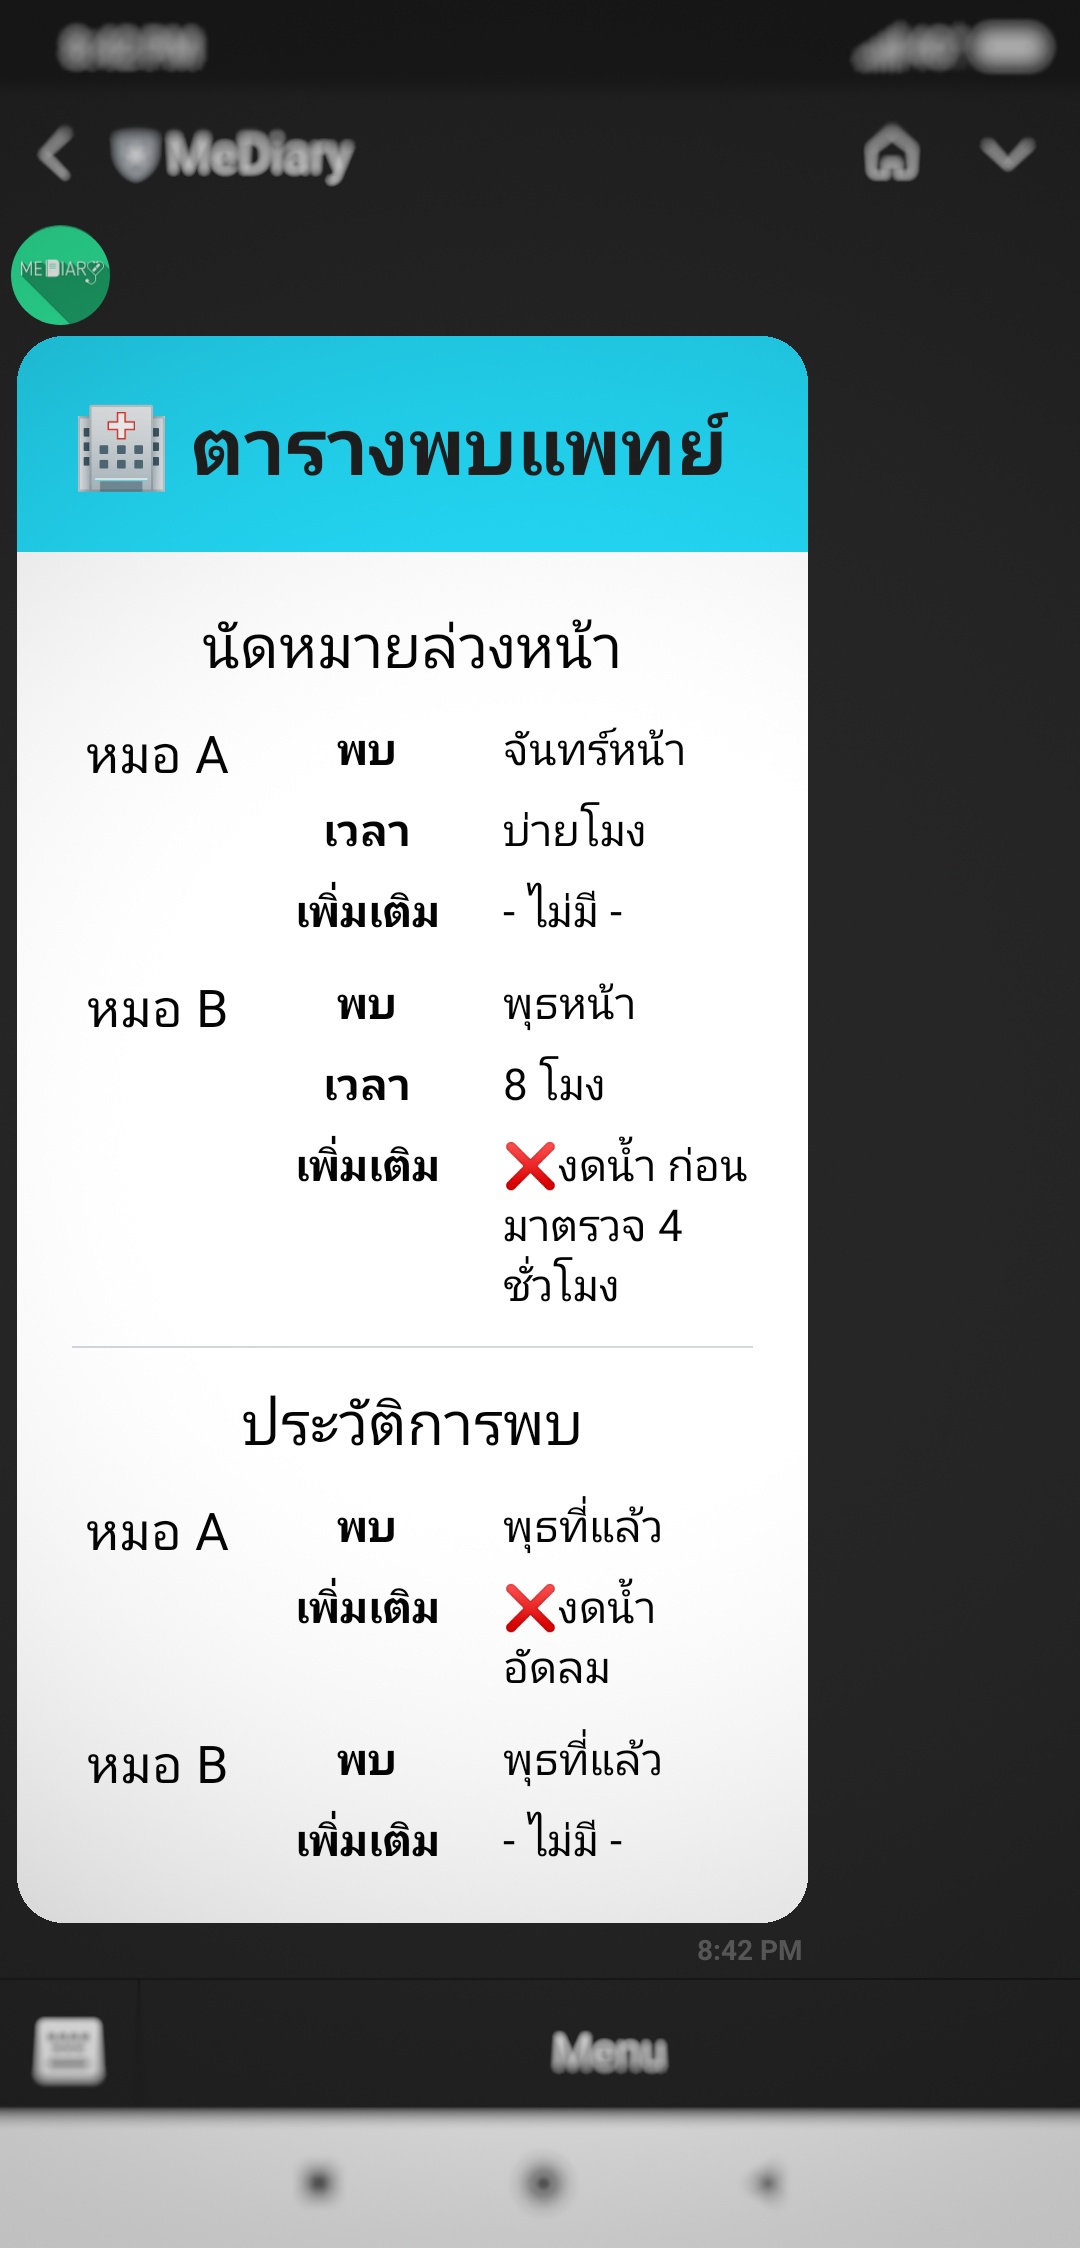 MeDiary
MEDIARY
ตารางพบแพทย์
นัดหมายล่วงหน้า
หมอ A พบ จันทร์หน้า
เวลา บ่ายโมง
เพิ่มเติม - ไม่มี -
หมอ B พบ พุธหน้า
เวลา 8 โมง
เพิ่มเติม ❌งดน้ำ ก่อน
มาตรวจ 4
ชั่วโมง
ประวัติการพบ
หมอ A พบ พุธที่แล้ว
เพิ่มเติม ❌งดน้ำ
อัดลม
หมอ B พบ พุธที่แล้ว
เพิ่มเติม - ไม่มี -
8:42 PM
Menu